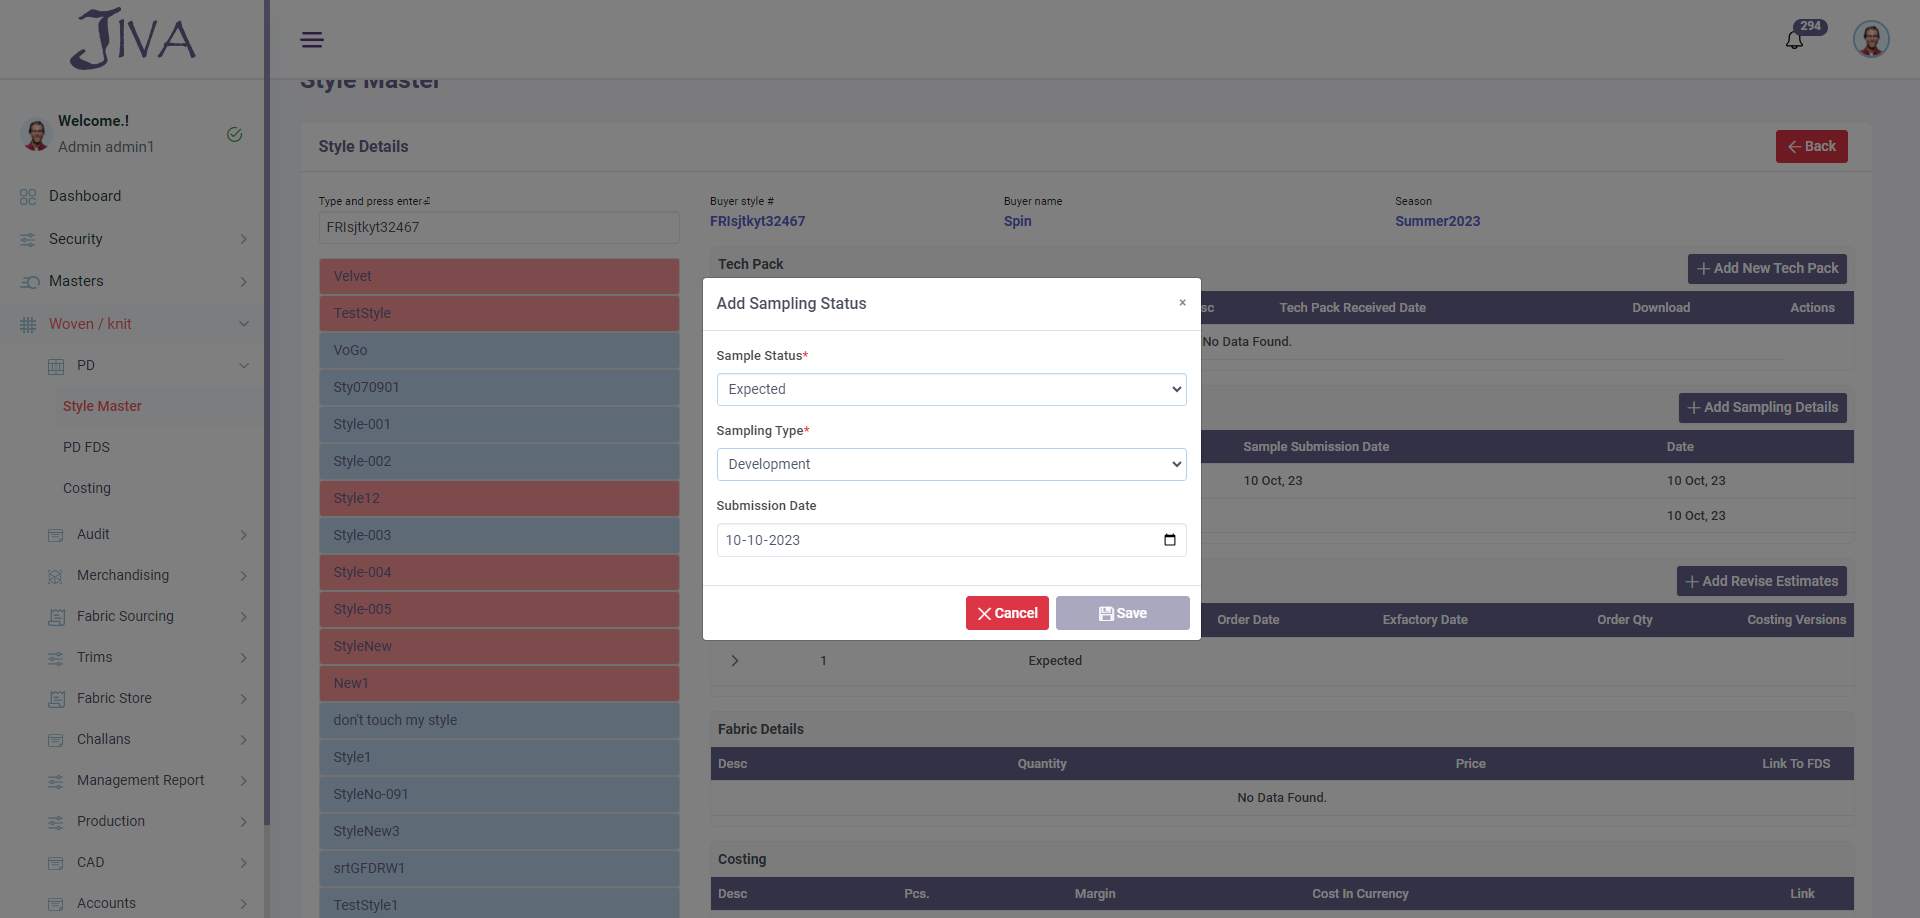 JIVA
294
Style Master
Welcome.!
Admin admin1
Dashboard
Security
Masters
Woven / knit
PD
Style Master
PD FDS
Costing
Audit
Merchandising
Fabric Sourcing
Trims
Fabric Store
Challans
Management Report
Production
CAD
Accounts
Style Details
Back
Type and press enter
FRIsjtkyt32467
Velvet
TestStyle
VoGo
Sty070901
Style-001
Style-002
Style12
Style-003
Style-004
Style-005
StyleNew
New1
don't touch my style
Style1
StyleNo-091
StyleNew3
srtGFDRW1
TestStyle1
Buyer style # Buyer name Season
FRIsjtkyt32467 Spin Summer2023
Tech Pack
Add New Tech Pack
sc Tech Pack Received Date Download Actions
No Data Found.
Add Sampling Details
Sample Submission Date Date
10 Oct, 23 10 Oct, 23
10 Oct, 23
Add Revise Estimates
Order Date Exfactory Date Order Qty Costing Versions
1 Expected
Fabric Details
Desc Quantity Price Link To FDS
No Data Found.
Costing
Desc Pcs. Margin Cost In Currency Link
Add Sampling Status
×
Sample Status*
Expected
Sampling Type*
Development
Submission Date
10-10-2023
Cancel
Save